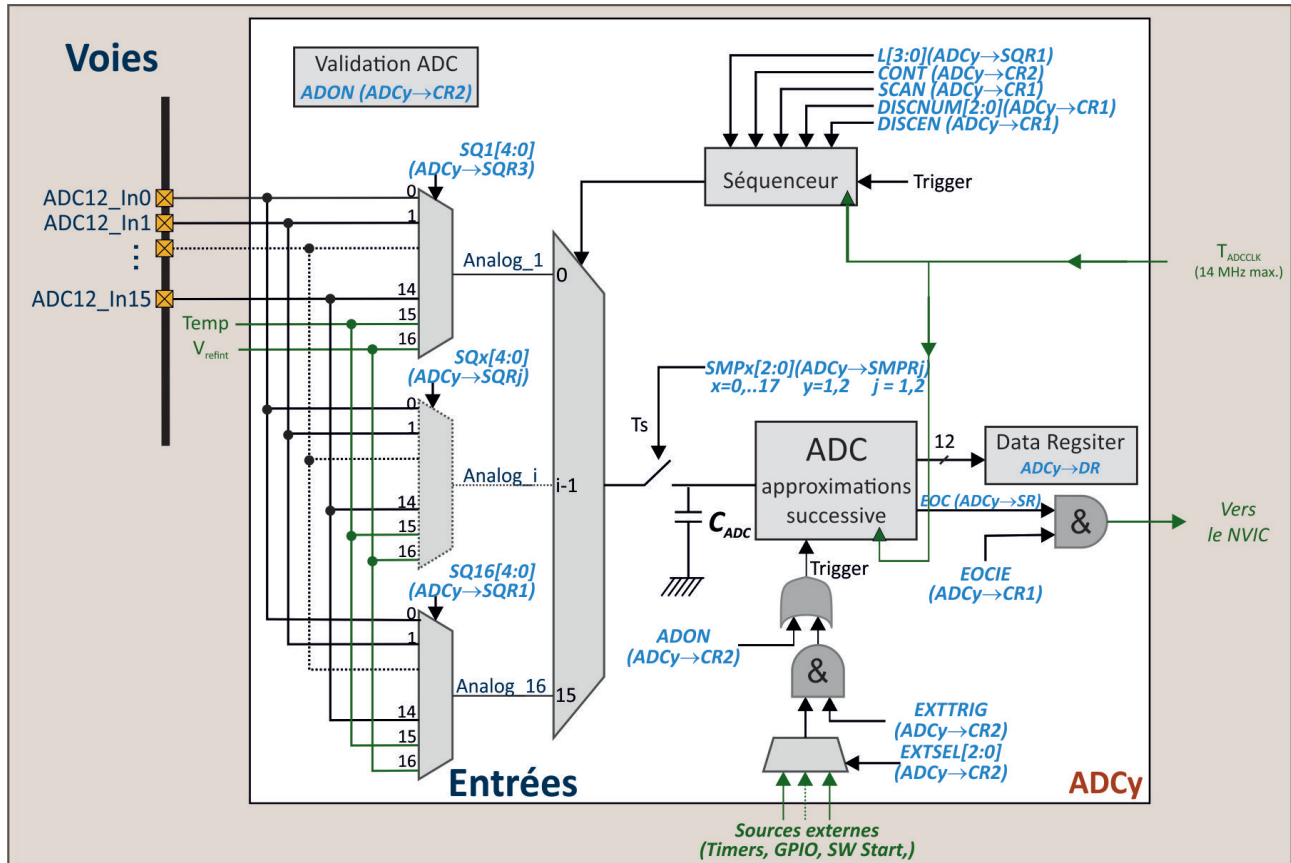 Voies
Validation ADC
ADON (ADCy→CR2)
L[3:0](ADCy→SQR1)
CONT (ADCy→CR2)
SCAN (ADCy→CR1)
DISCNUM[2:0](ADCy→CR1)
DISCEN (ADCy→CR1)
Séquenceur
Trigger
SQ1[4:0]
(ADCy→SQR3)
ADC12_In0
ADC12_In1
...
ADC12_In15
Temp
Vrefint
0
1
14
15
16
Analog_1
0
TADCCLK
(14 MHz max.)
SQx[4:0]
(ADCy→SQRj)
0
1
14
15
16
Analog_i
i-1
SMPx[2:0](ADCy→SMPRj)
x=0,..17 y=1,2 j = 1,2
Ts
CADC
ADC
approximations
successive
12
Data Regsiter
ADCy→DR
EOC (ADCy→SR)
&
Vers
le NVIC
EOCIE
(ADCy→CR1)
Trigger
SQ16[4:0]
(ADCy→SQR1)
0
1
14
15
16
Analog_16
15
ADON
(ADCy→CR2)
&
EXTTRIG
(ADCy→CR2)
EXTSEL[2:0]
(ADCy→CR2)
Entrées
ADCy
Sources externes
(Timers, GPIO, SW Start,)